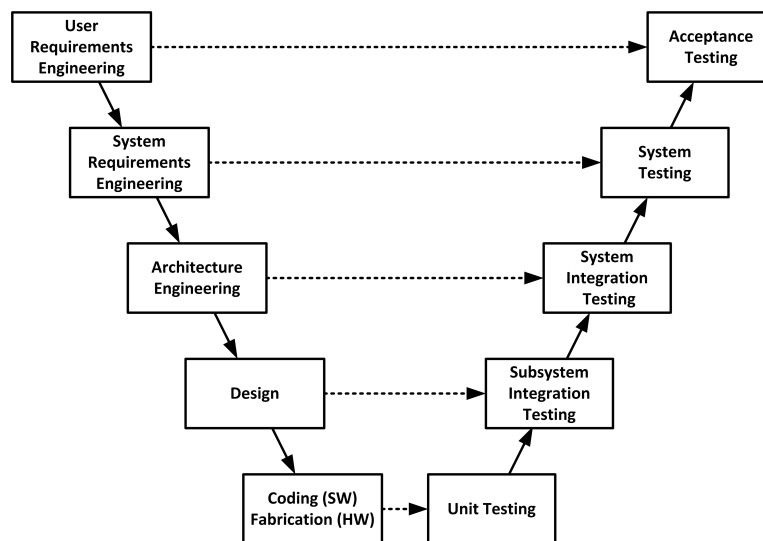 User
Requirements
Engineering
Acceptance
Testing
System
Requirements
Engineering
System
Testing
Architecture
Engineering
System
Integration
Testing
Design
Subsystem
Integration
Testing
Coding (SW)
Fabrication (HW)
Unit Testing